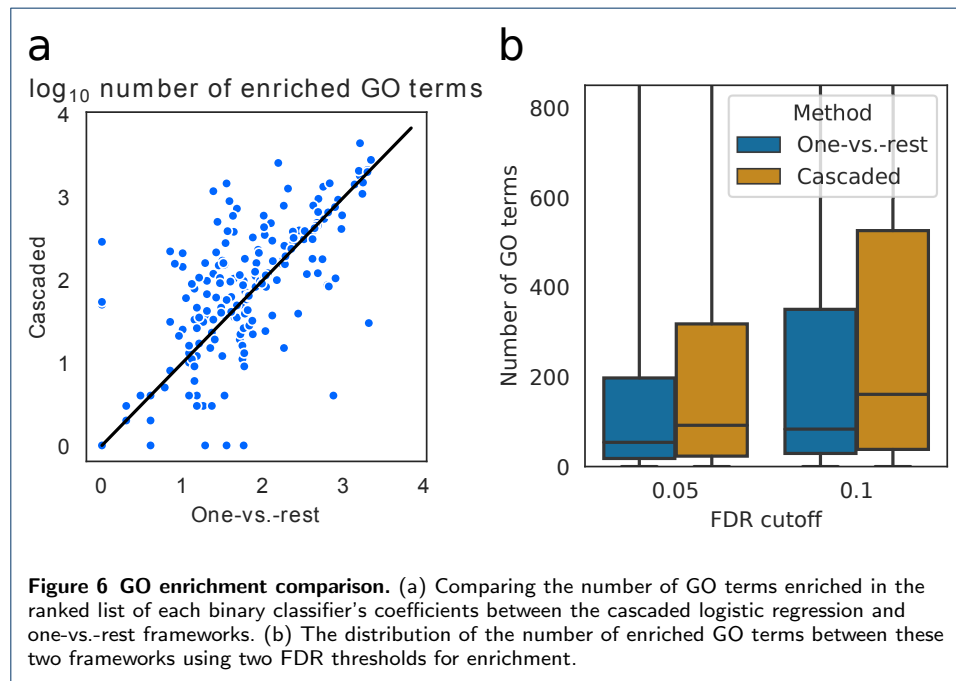 a
log₁₀ number of enriched GO terms
4
3
2
1
0
Cascaded
0 1 2 3 4
One-vs.-rest
b
800
600
400
200
0
Number of GO terms
Method
One-vs.-rest
Cascaded
0.05 0.1
FDR cutoff
Figure 6 GO enrichment comparison. (a) Comparing the number of GO terms enriched in the
ranked list of each binary classifier's coefficients between the cascaded logistic regression and
one-vs.-rest frameworks. (b) The distribution of the number of enriched GO terms between these
two frameworks using two FDR thresholds for enrichment.